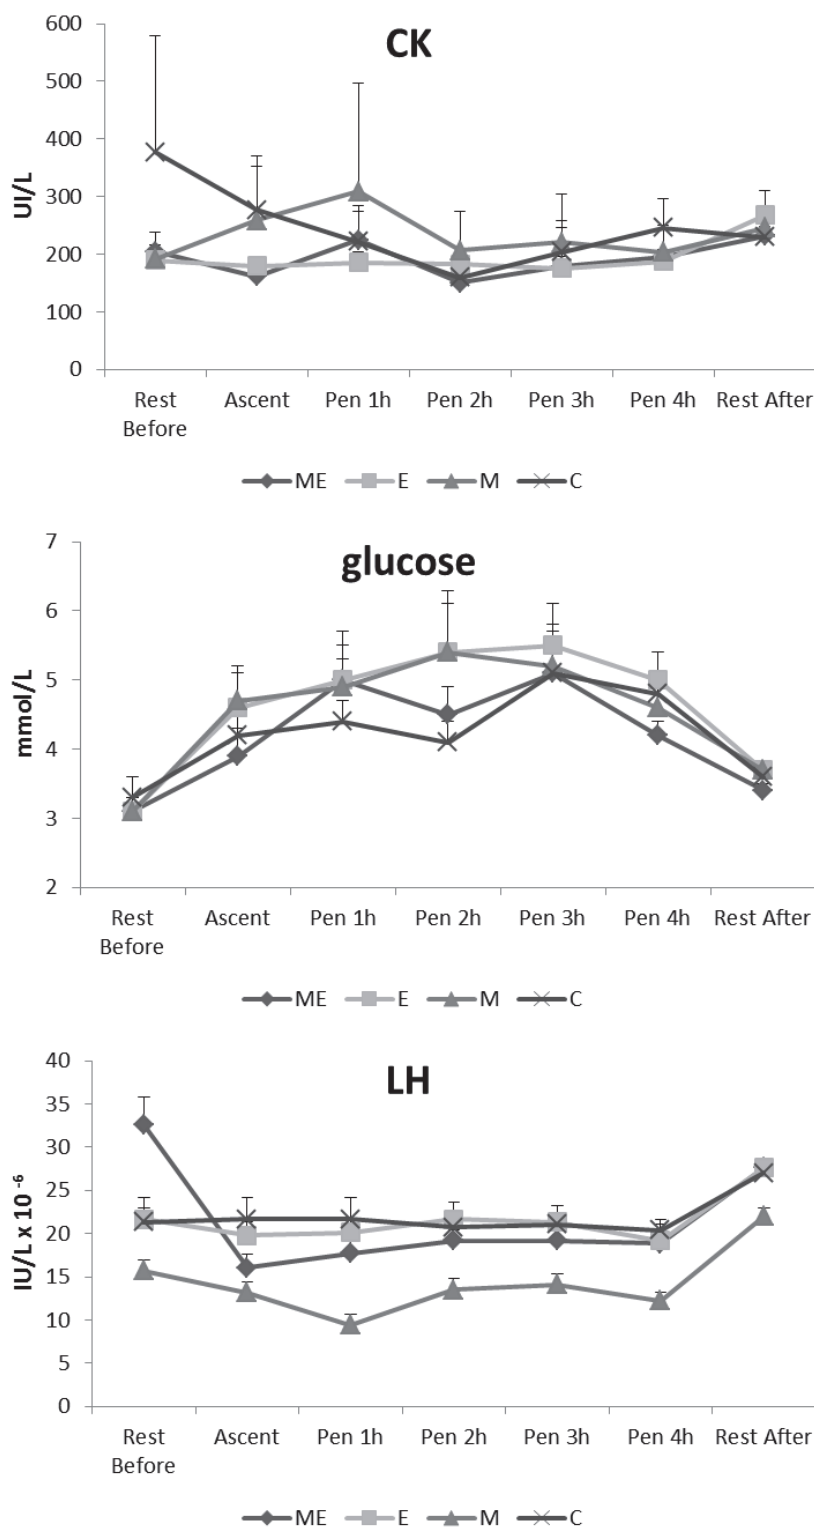 CK
600
500
400
300
200
100
0
UI/L
Rest Before
Ascent
Pen 1h
Pen 2h
Pen 3h
Pen 4h
Rest After
ME E M C
glucose
7
6
5
4
3
2
mmol/L
Rest Before
Ascent
Pen 1h
Pen 2h
Pen 3h
Pen 4h
Rest After
ME E M C
LH
40
35
30
25
20
15
10
5
0
IU/L x 10⁻⁶
Rest Before
Ascent
Pen 1h
Pen 2h
Pen 3h
Pen 4h
Rest After
ME E M C